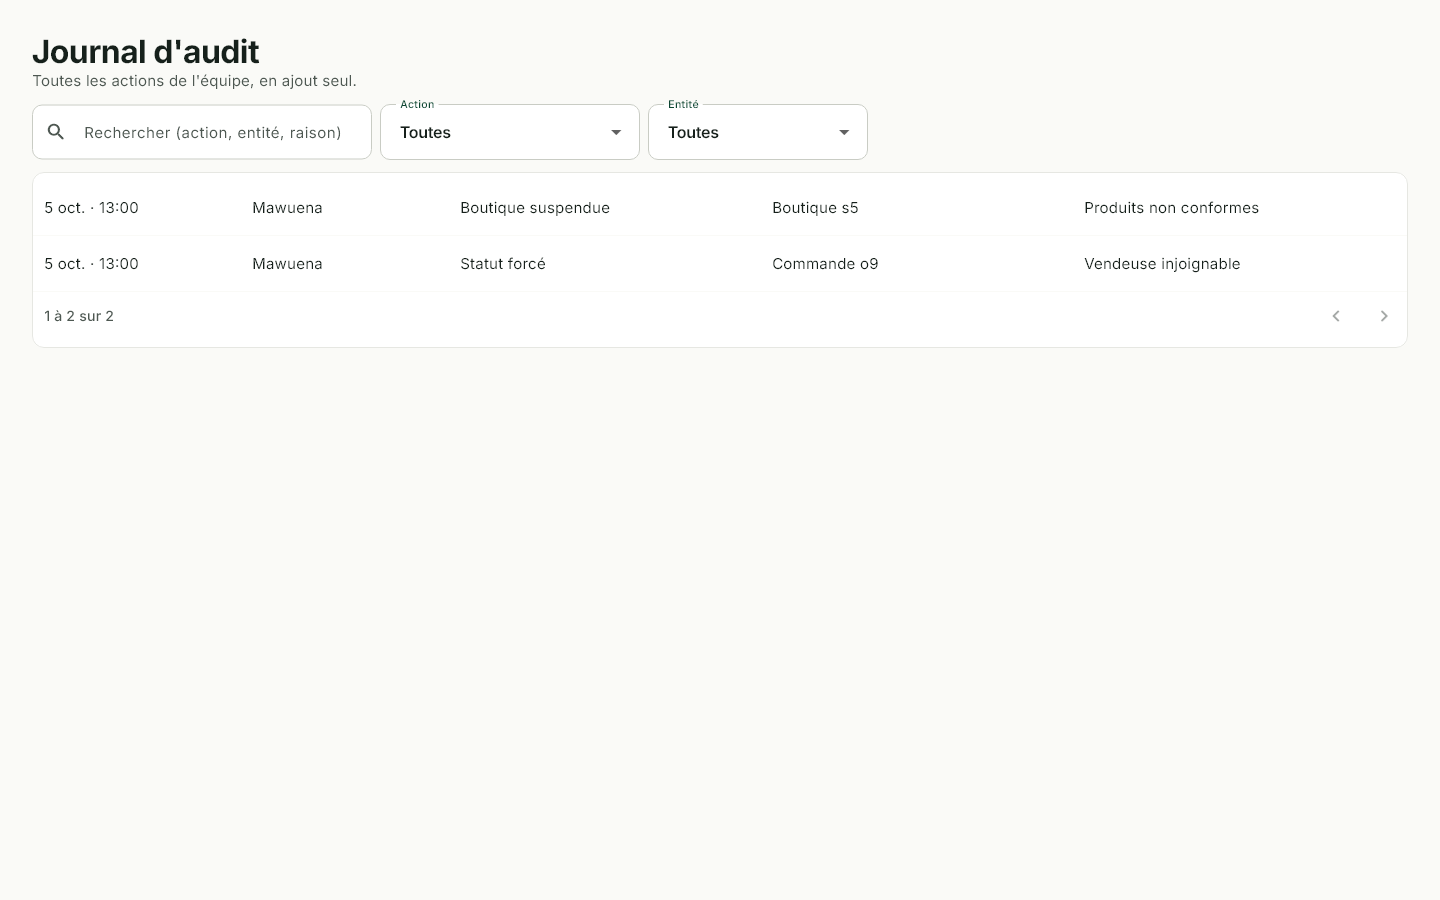 Journal d'audit
Toutes les actions de l'équipe, en ajout seul.
Rechercher (action, entité, raison)
Action
Toutes
Entité
Toutes
5 oct. · 13:00 Mawuena Boutique suspendue Boutique s5 Produits non conformes
5 oct. · 13:00 Mawuena Statut forcé Commande o9 Vendeuse injoignable
1 à 2 sur 2